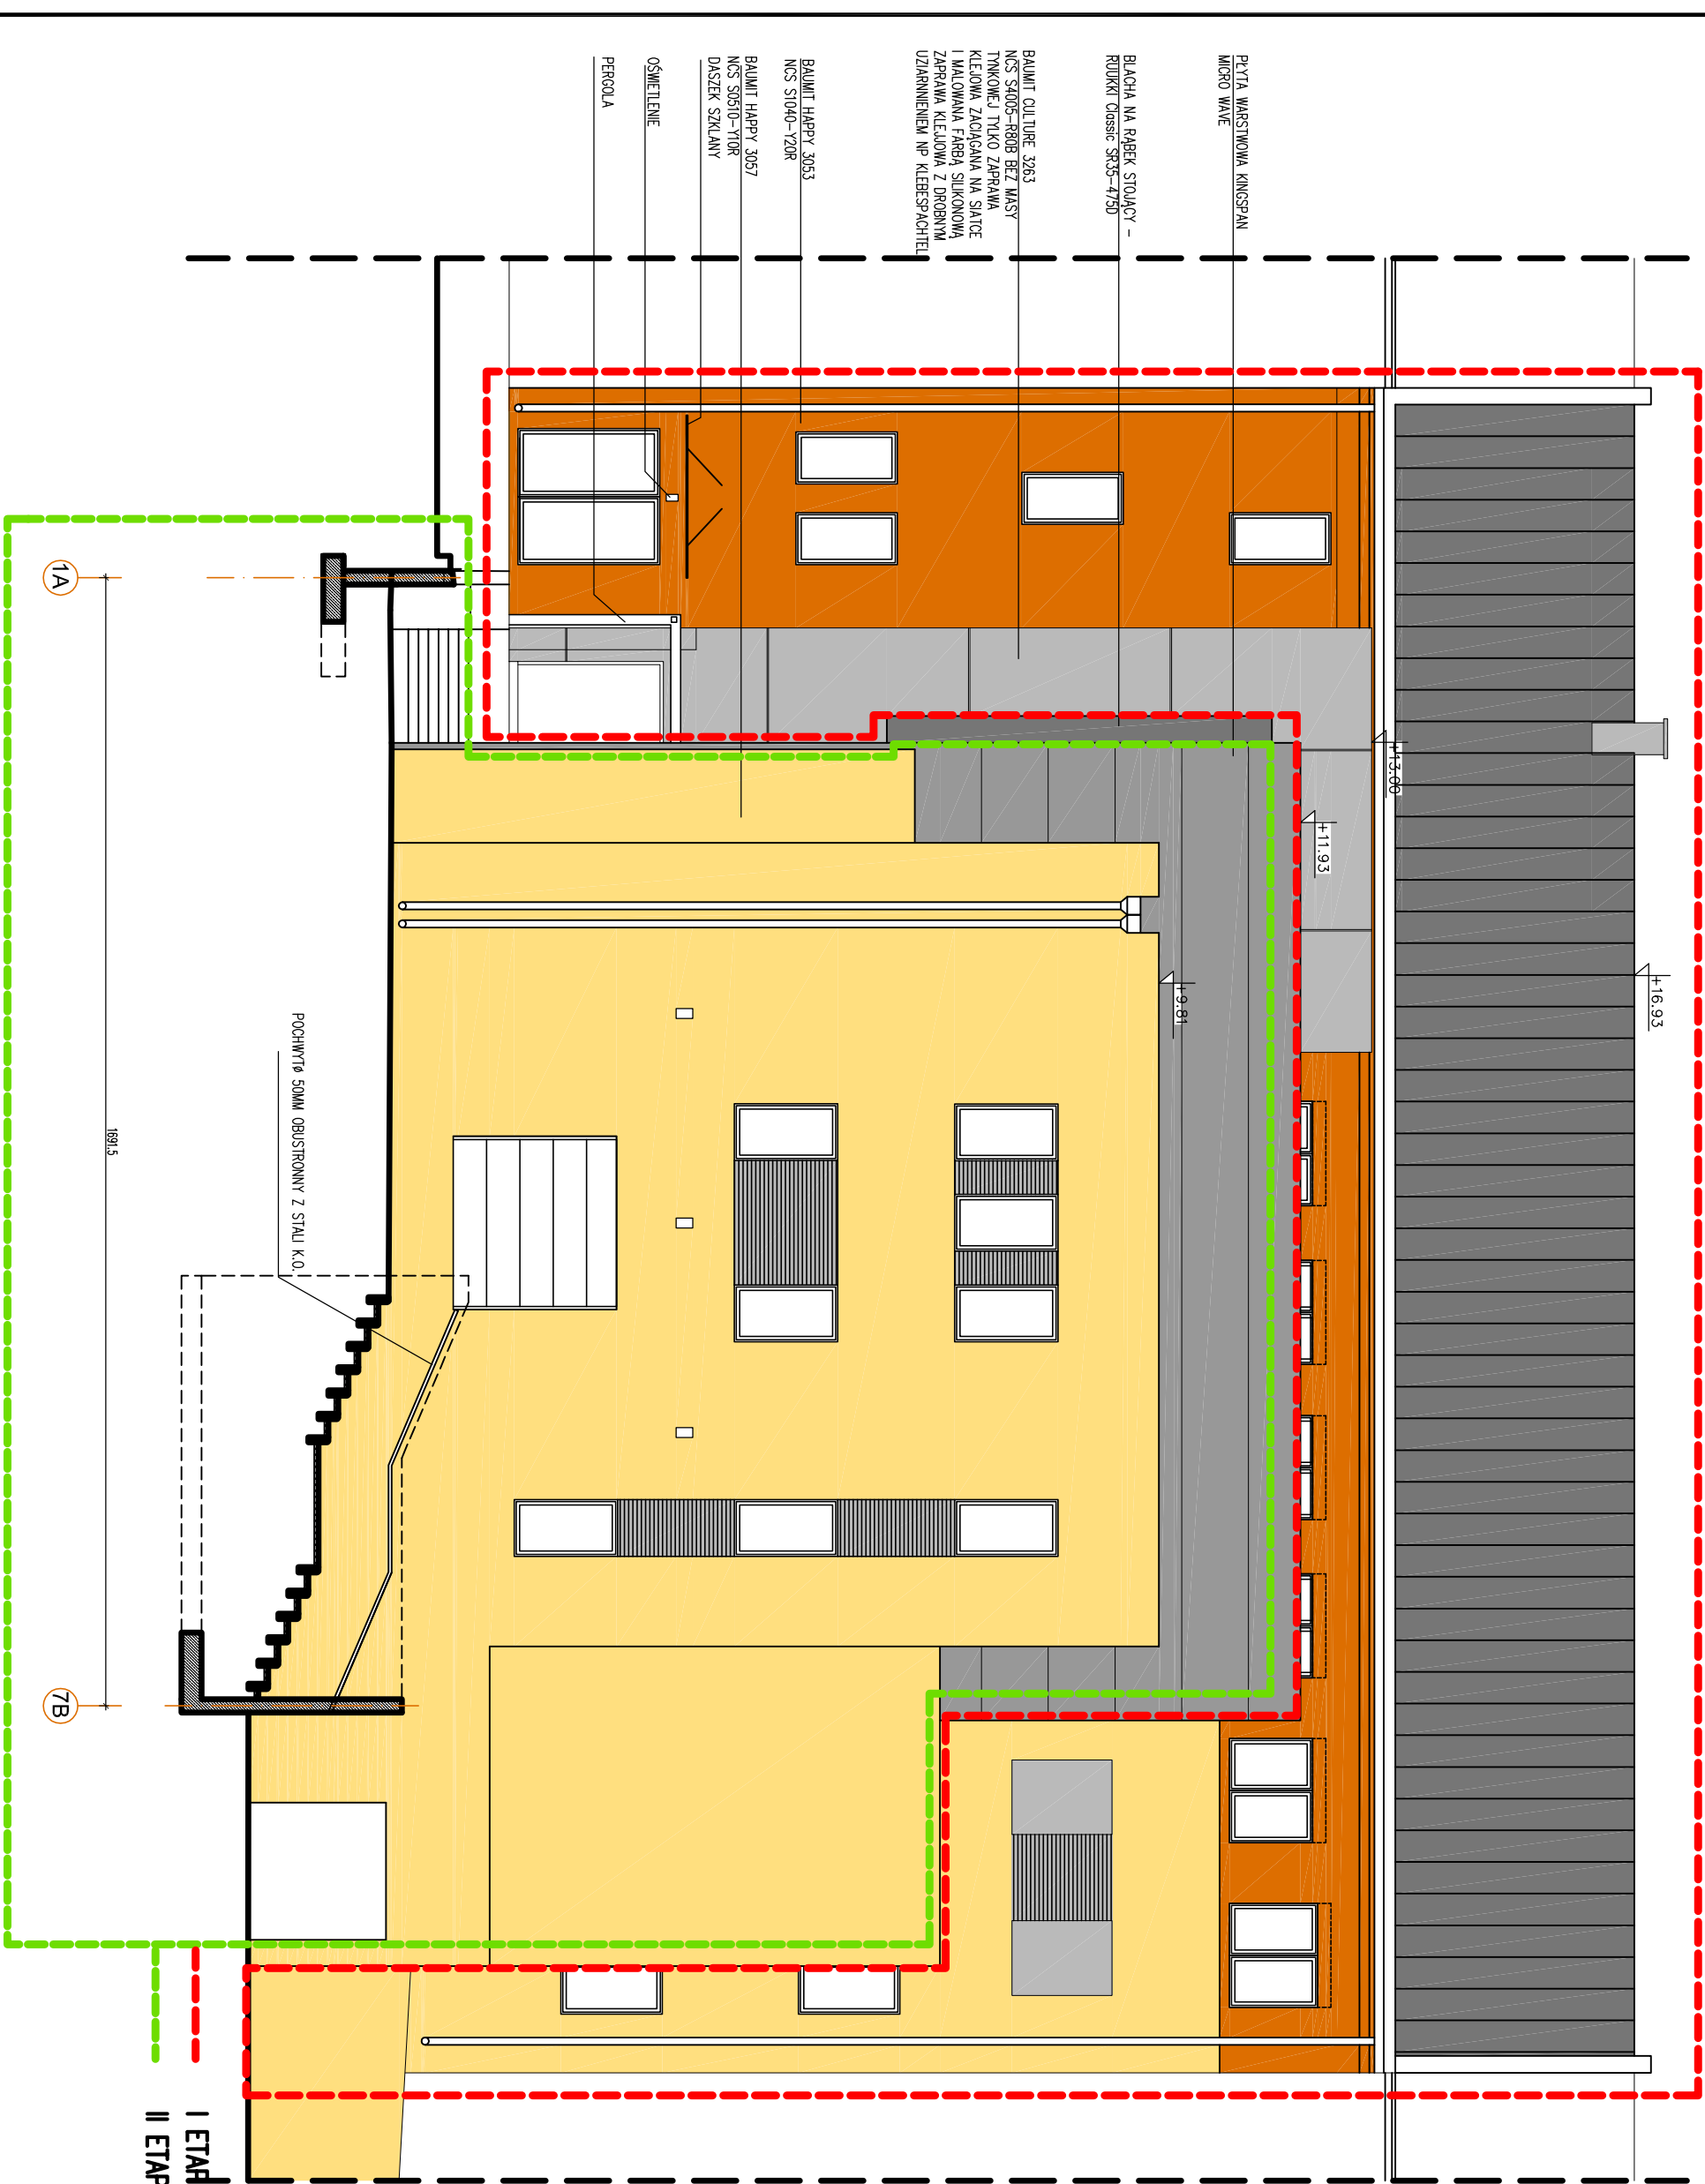 PŁYTA WARSTWOWA KINGSPAN
MICRO WAVE
BLACHA NA RĄBEK STOJĄCY -
RUUKKI Classic SR35-475D
BAUMIT CULTURE 3263
NCS S4005-R80B BEZ MASY
TYNKOWEJ TYLKO ZAPRAWA
KLEJOWA ZACIĄGANA NA SIATCE
I MALOWANA FARBĄ SILIKONOWĄ
ZAPRAWA KLEJJOWA Z DROBNYM
UZIARNNIENIEM NP KLEBESPACHTEL
BAUMIT HAPPY 3053
NCS S1040-Y20R
BAUMIT HAPPY 3057
NCS S0510-Y10R
DASZEK SZKLANY
OŚWIETLENIE
PERGOLA
+16.93
+13.00
+11.93
+9.81
POCHWYTØ 50MM OBUSTRONNY Z STALI K.O.
1691.5
1A
7B
I ETAP
II ETAP